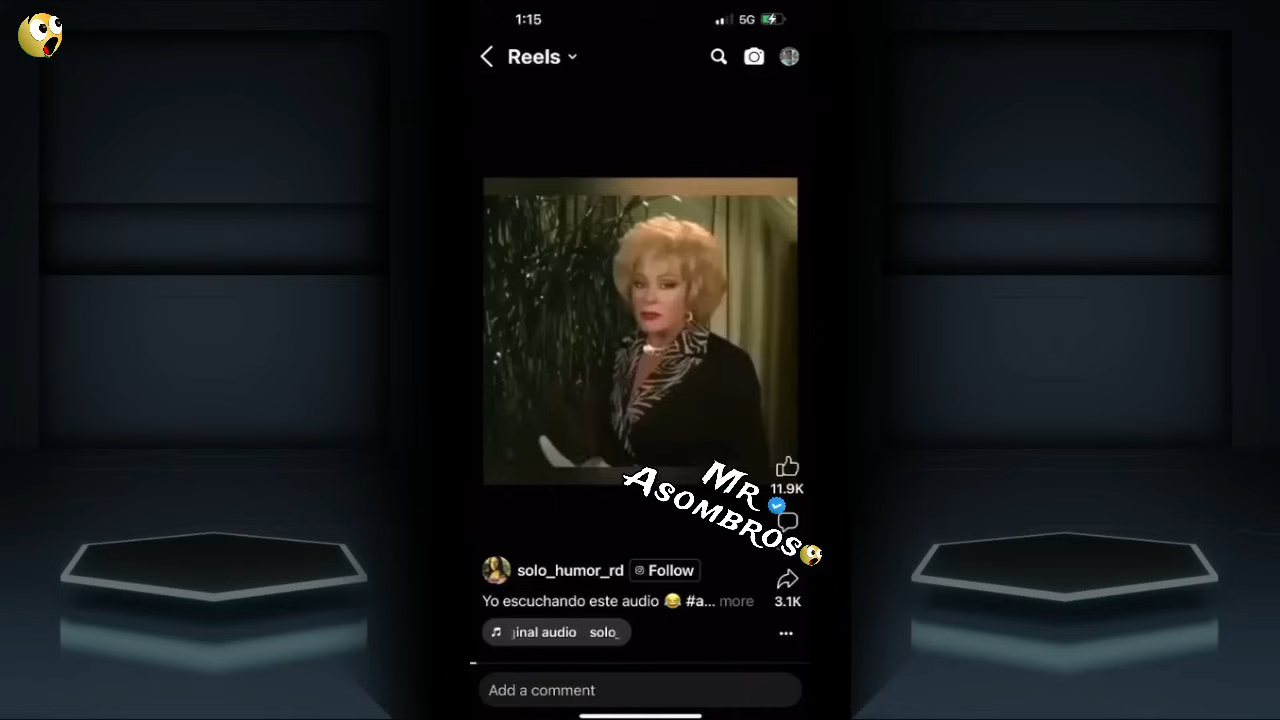 1:15
5G
Reels
11.9K
Mr
Asombros
solo_humor_rd
Follow
Yo escuchando este audio 😂 #a... more
3.1K
ginal audio solo_
Add a comment